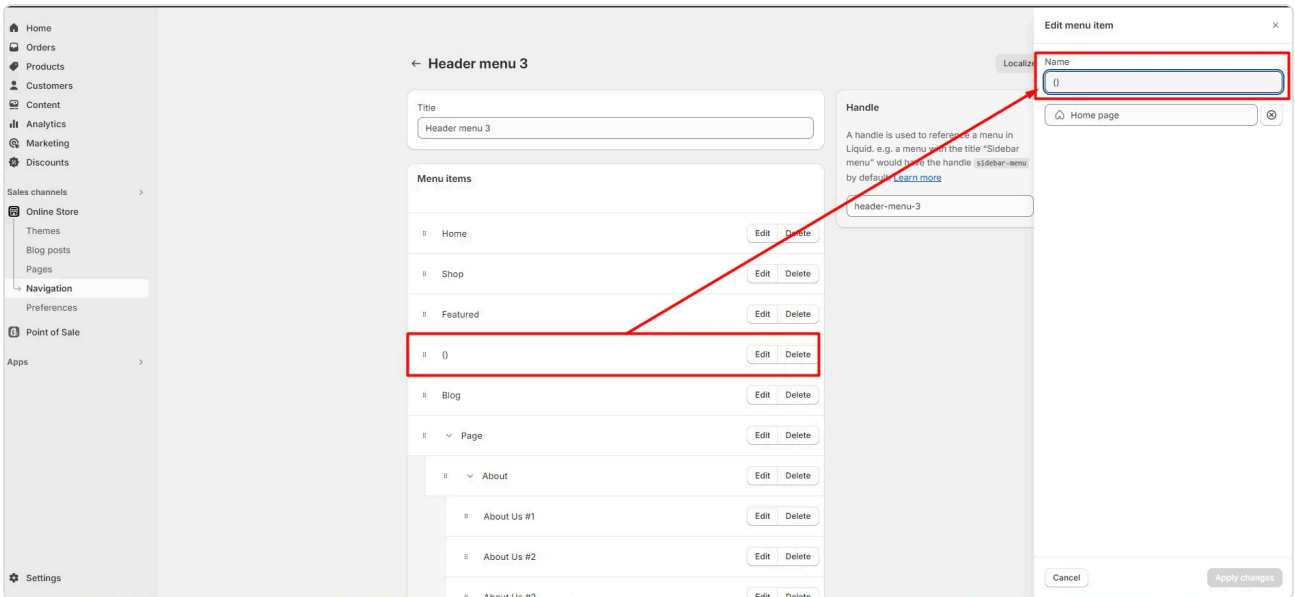 Home
Orders
Products
Customers
Content
Analytics
Marketing
Discounts
Sales channels
Online Store
Themes
Blog posts
Pages
Navigation
Preferences
Point of Sale
Apps
Settings
Header menu 3
Localize
Title
Header menu 3
Menu items
Home Edit Delete
Shop Edit Delete
Featured Edit Delete
() Edit Delete
Blog Edit Delete
Page Edit Delete
About Edit Delete
About Us #1 Edit Delete
About Us #2 Edit Delete
About Us #3 Edit Delete
Handle
A handle is used to reference a menu in
Liquid. e.g. a menu with the title “Sidebar
menu” would have the handle sidebar-menu
by default. Learn more
header-menu-3
Edit menu item
Name
()
Home page
Cancel
Apply changes